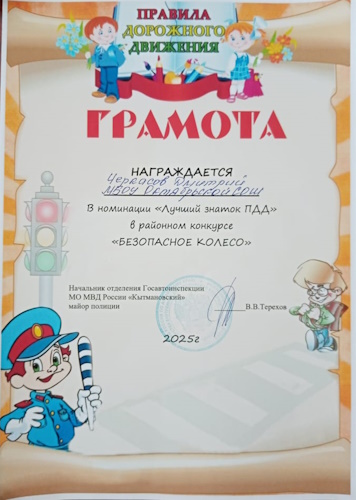 ПРАВИЛА
ДОРОЖНОГО
ДВИЖЕНИЯ
ГРАМОТА
НАГРАЖДАЕТСЯ
Черкасов Дмитрий
МБОУ Октябрьской СОШ
В номинации «Лучший знаток ПДД»
в районном конкурсе
«БЕЗОПАСНОЕ КОЛЕСО»
Начальник отделения Госавтоинспекции
МО МВД России «Кытмановский»
майор полиции
В.В.Терехов
2025г